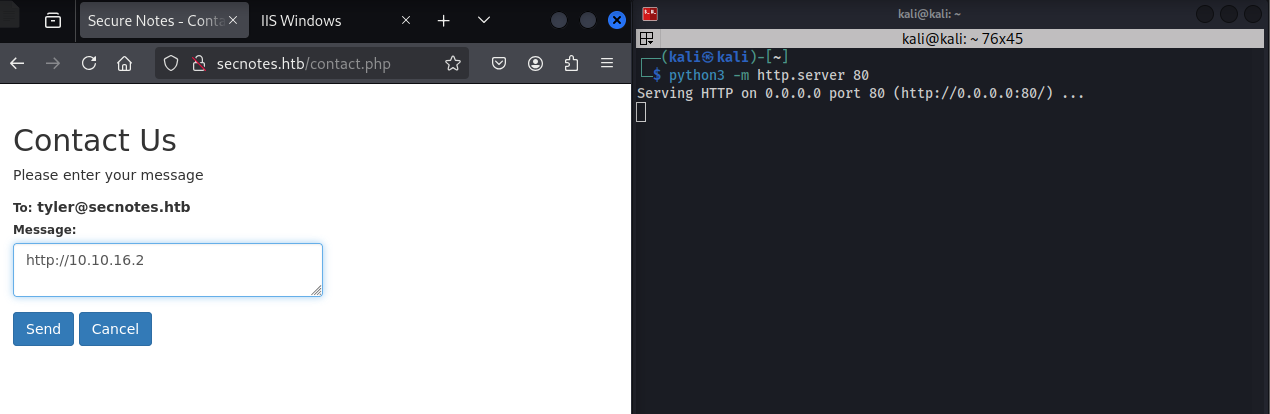 Secure Notes - Conta
IIS Windows
secnotes.htb/contact.php
Contact Us
Please enter your message
To: tyler@secnotes.htb
Message:
http://10.10.16.2
Send Cancel
kali@kali: ~
kali@kali: ~ 76x45
┌──(kali㉿kali)-[~]
└─$ python3 -m http.server 80
Serving HTTP on 0.0.0.0 port 80 (http://0.0.0.0:80/) ...